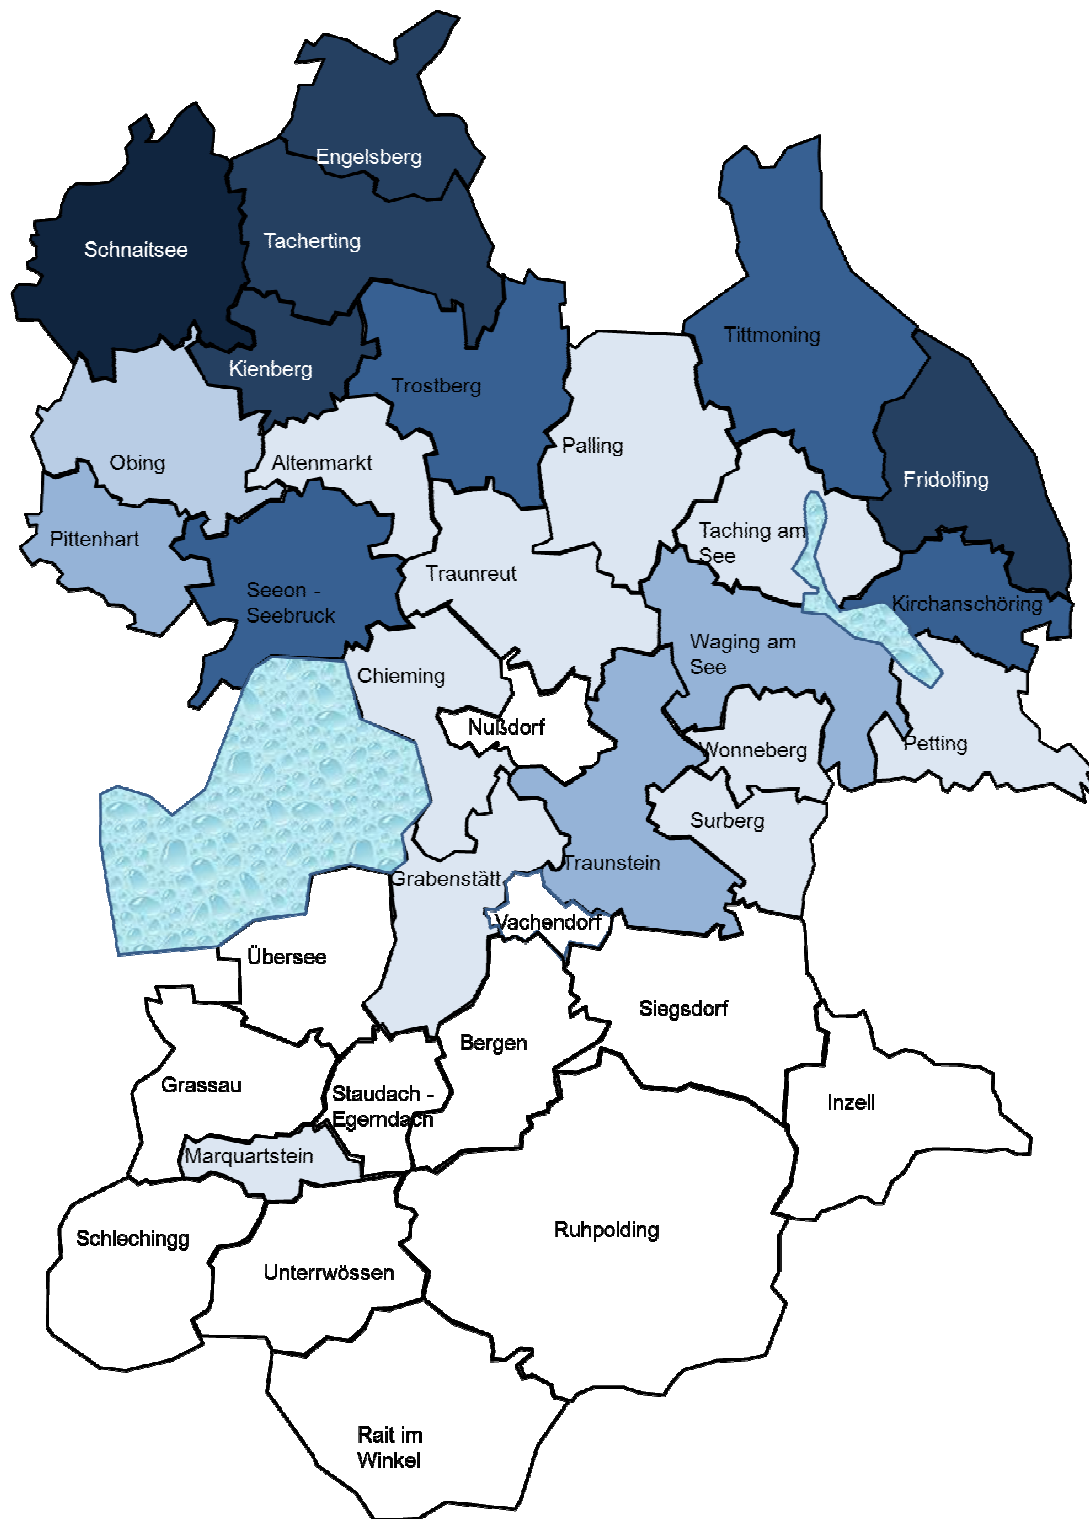 Engelsberg
Schnaitsee
Tacherting
Tittmoning
Kienberg
Trostberg
Palling
Obing
Altenmarkt
Fridolfing
Pittenhart
Taching am
See
Traunreut
Seeon -
Seebruck
Kirchanschöring
Waging am
See
Chieming
Nußdorf
Wonneberg
Petting
Surberg
Traunstein
Grabenstätt
Vachendorf
Übersee
Siegsdorf
Bergen
Grassau
Staudach -
Egerndach
Inzell
Marquartstein
Schlechingg
Ruhpolding
Unterrwössen
Rait im
Winkel